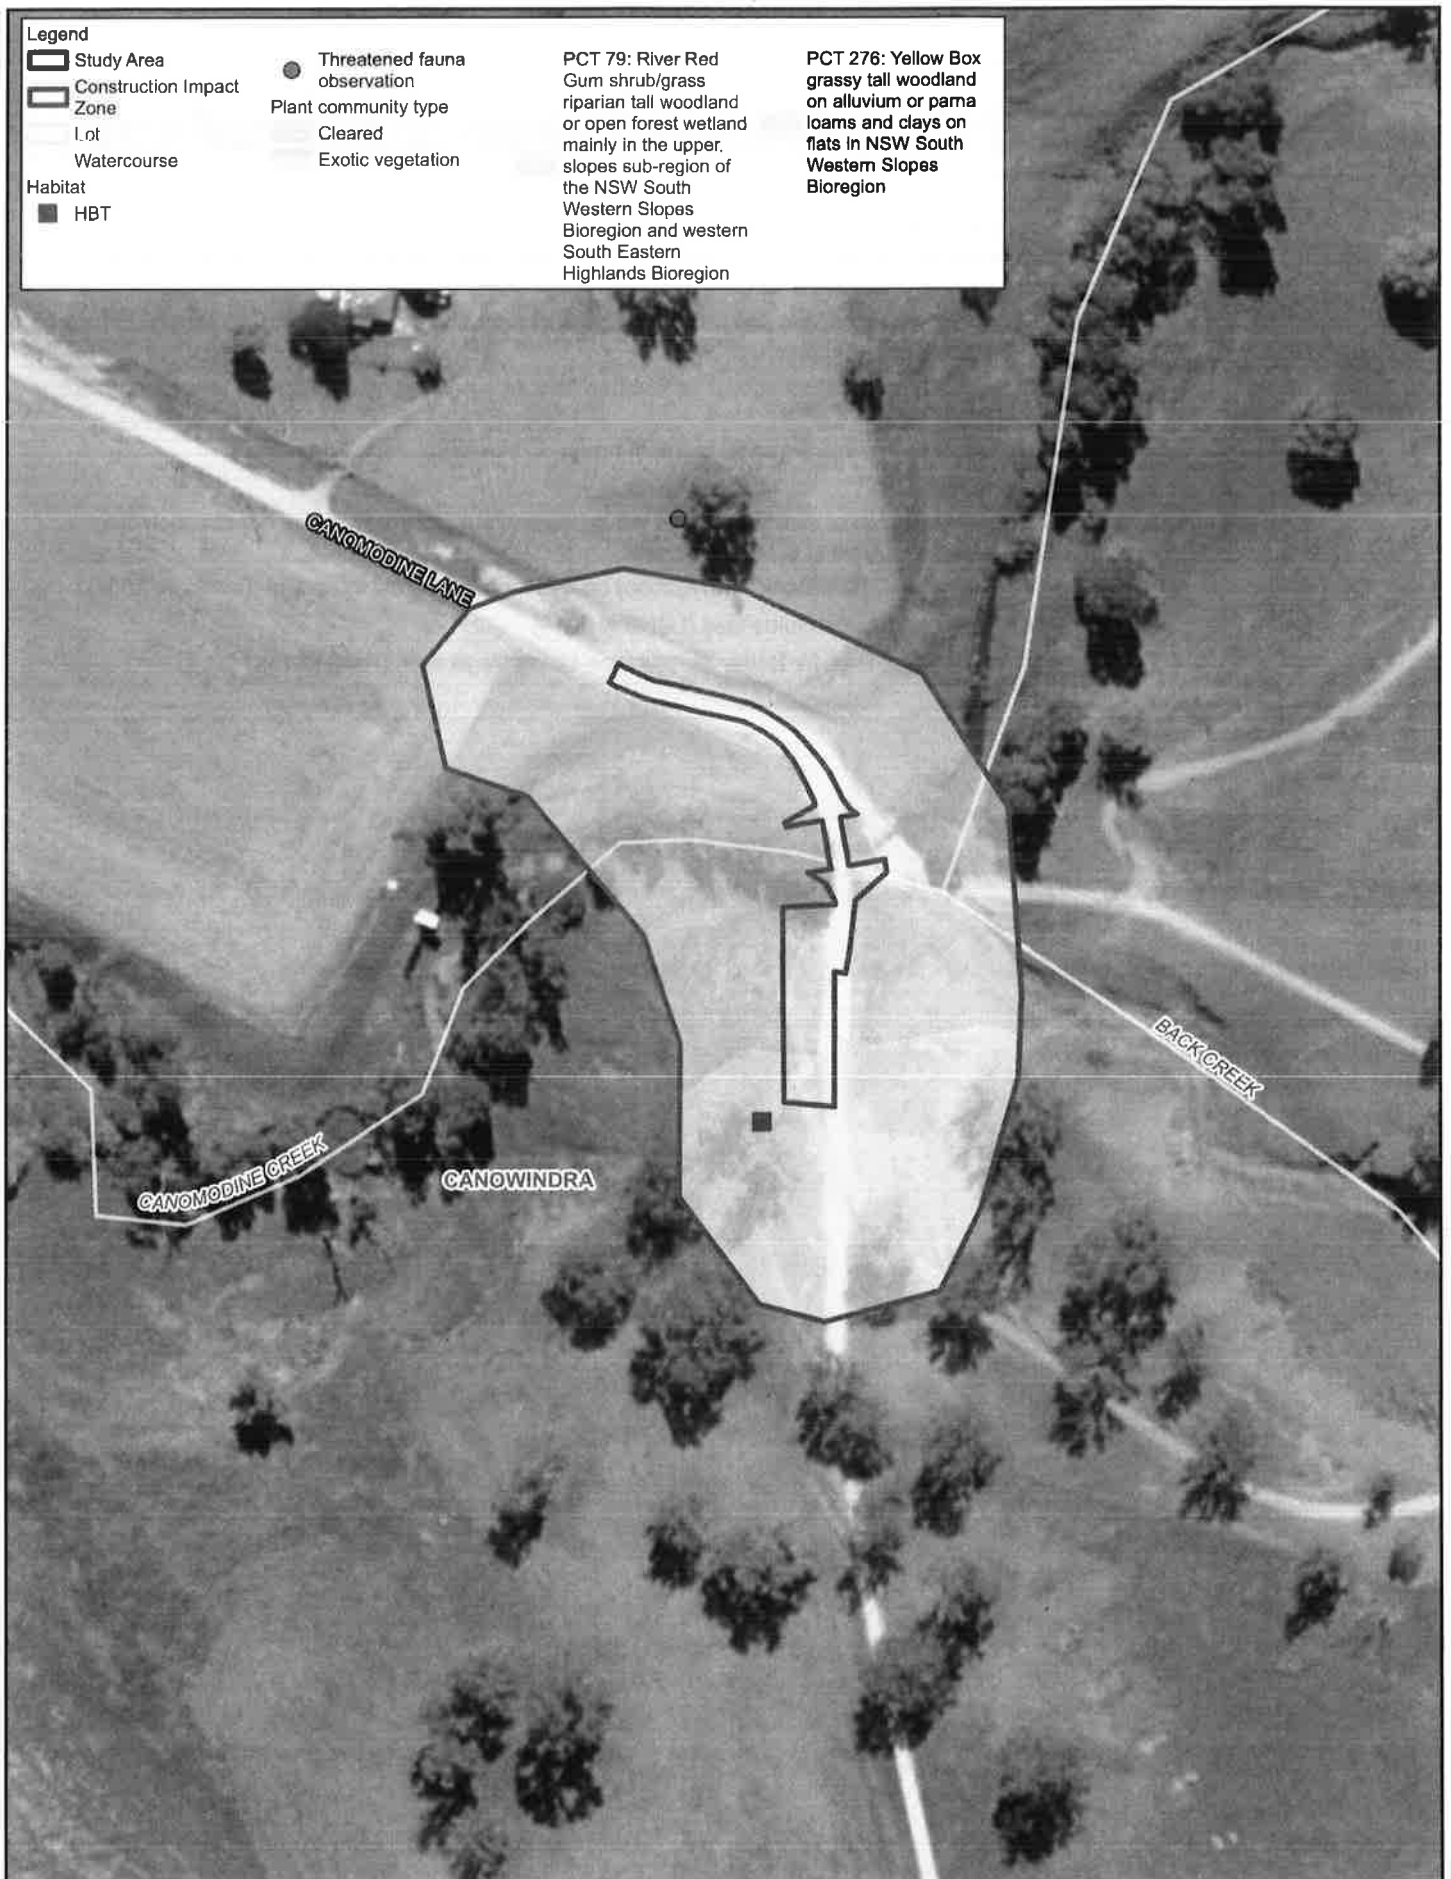 Legend
Study Area
Construction Impact
Zone
Lot
Watercourse
Habitat
HBT
Threatened fauna
observation
Plant community type
Cleared
Exotic vegetation
PCT 79: River Red
Gum shrub/grass
riparian tall woodland
or open forest wetland
mainly in the upper
slopes sub-region of
the NSW South
Western Slopes
Bioregion and western
South Eastern
Highlands Bioregion
PCT 276: Yellow Box
grassy tall woodland
on alluvium or parna
loams and clays on
flats in NSW South
Western Slopes
Bioregion
CANOMODINE LANE
BACK CREEK
CANOMODINE CREEK
CANOWINDRA